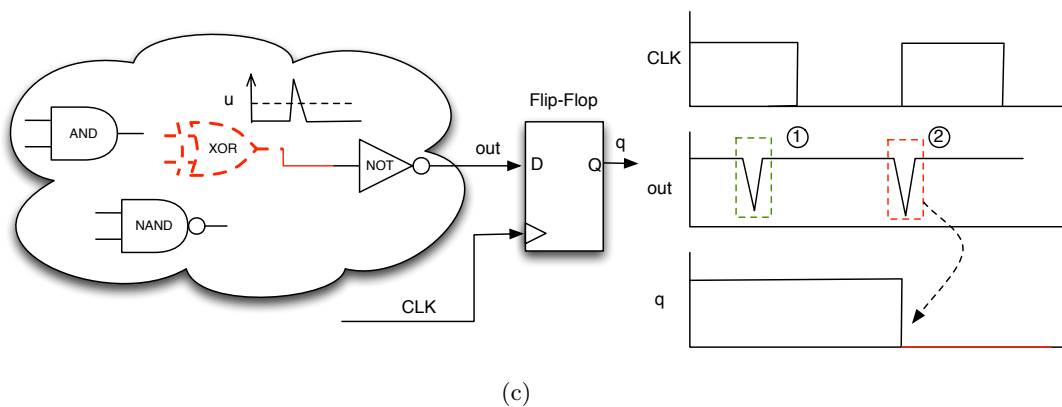 AND
XOR
u
NAND
NOT
out
CLK
Flip-Flop
D
Q
q
CLK
out
①
②
q
(c)